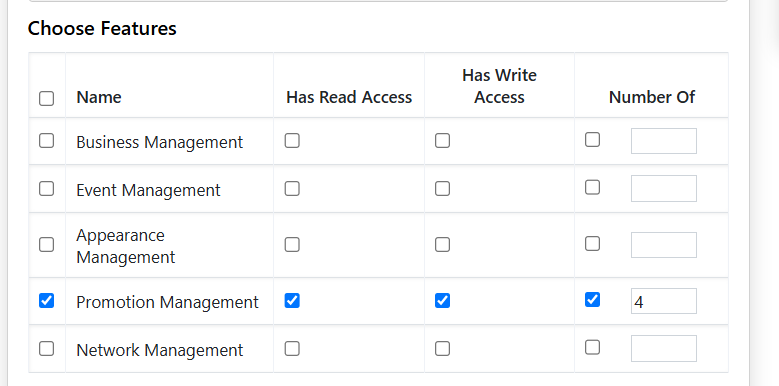 Choose Features
Name
Has Read Access
Has Write
Access
Number Of
Business Management
Event Management
Appearance
Management
Promotion Management
4
Network Management